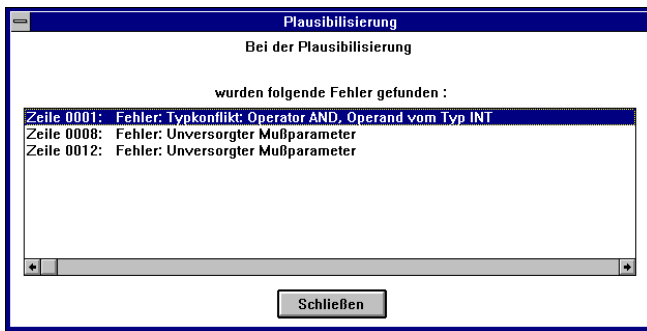 Plausibilisierung
Bei der Plausibilisierung
wurden folgende Fehler gefunden :
Zeile 0001: Fehler: Typkonflikt: Operator AND, Operand vom Typ INT
Zeile 0008: Fehler: Unversorgter Mußparameter
Zeile 0012: Fehler: Unversorgter Mußparameter
Schließen